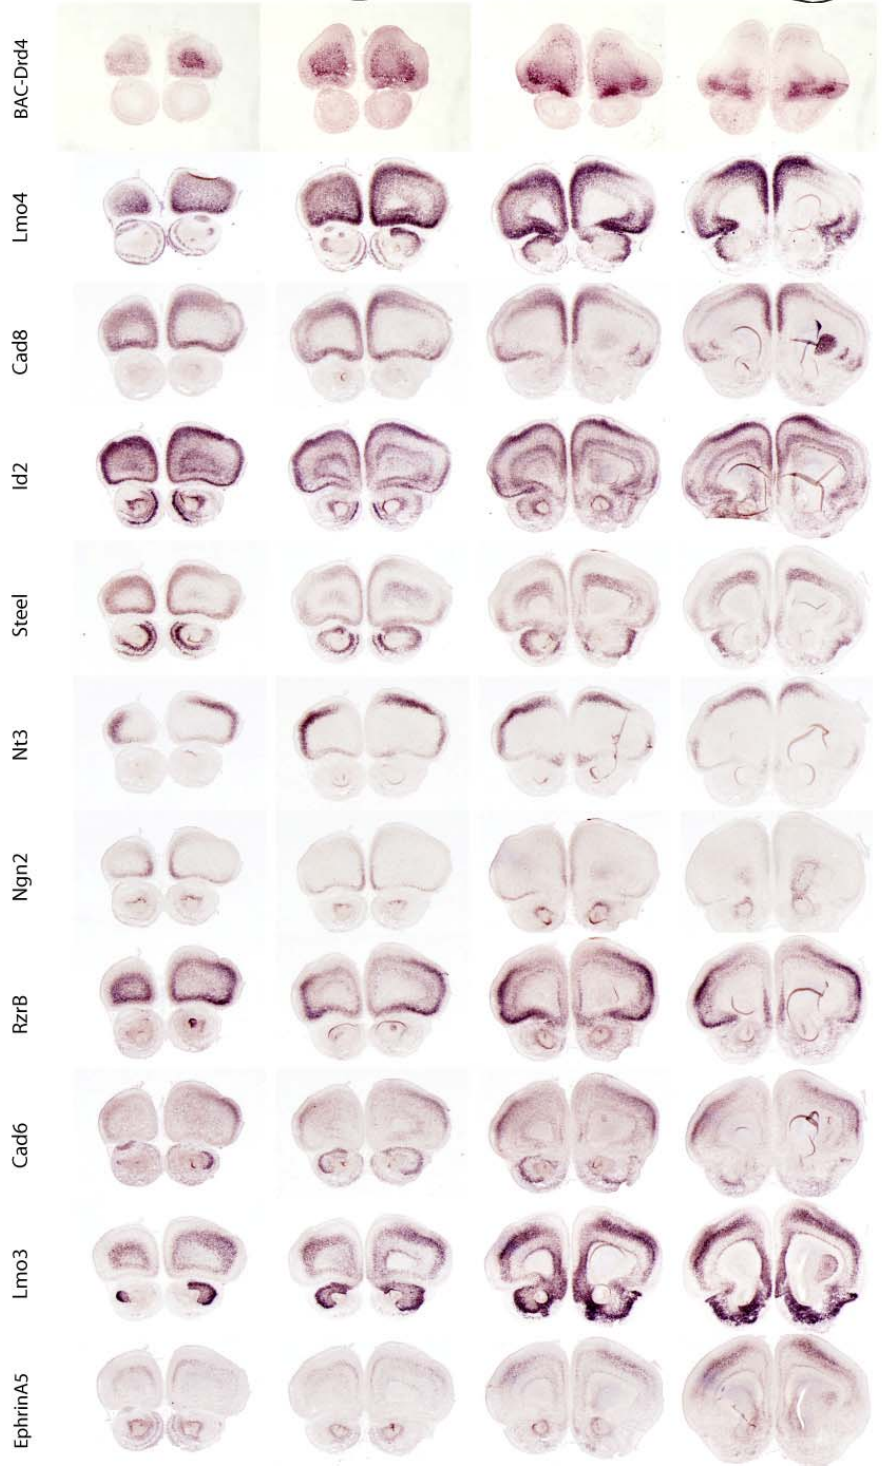 BAC-Drd4
Lmo4
Cad8
Id2
Steel
Nt3
Ngn2
RzrB
Cad6
Lmo3
EphrinA5